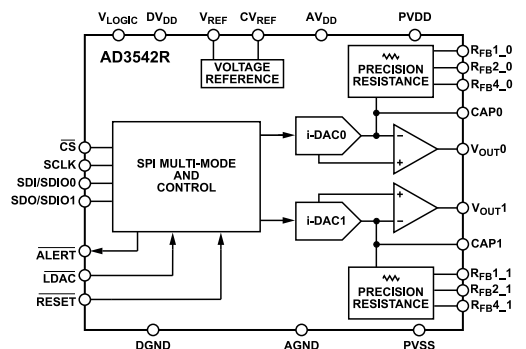 VLOGIC DVDD VREF CVREF AVDD PVDD
AD3542R
VOLTAGE
REFERENCE
PRECISION
RESISTANCE
RFB1_0
RFB2_0
RFB4_0
CAP0
CS
SCLK
SDI/SDIO0
SDO/SDIO1
SPI MULTI-MODE
AND
CONTROL
i-DAC0
−
+
VOUT0
i-DAC1
+
−
VOUT1
CAP1
ALERT
LDAC
RESET
PRECISION
RESISTANCE
RFB1_1
RFB2_1
RFB4_1
DGND AGND PVSS